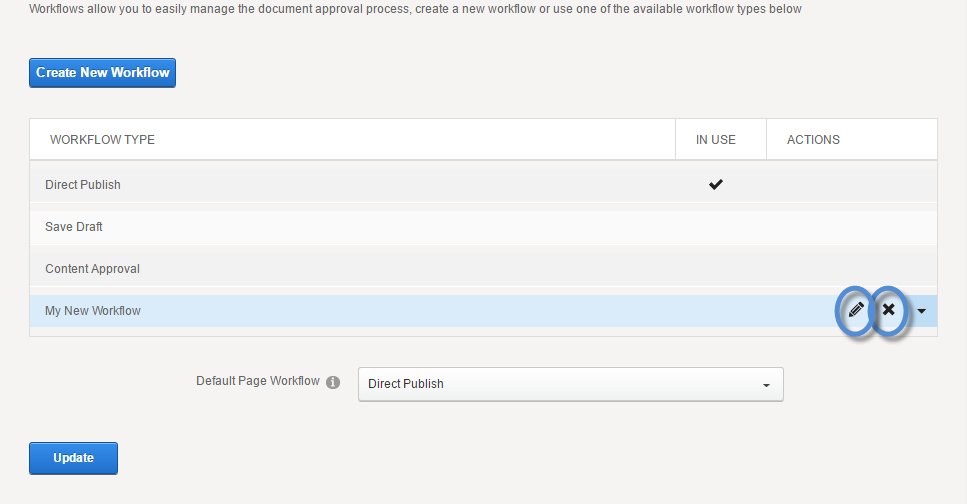 Workflows allow you to easily manage the document approval process, create a new workflow or use one of the available workflow types below
Create New Workflow
WORKFLOW TYPE IN USE ACTIONS
Direct Publish
Save Draft
Content Approval
My New Workflow
Default Page Workflow Direct Publish
Update